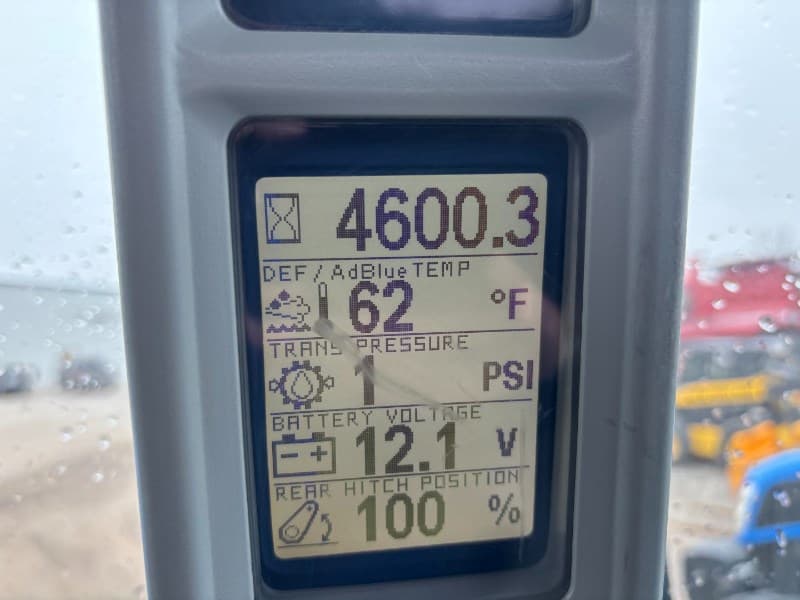 4600.3
DEF / AdBlue TEMP
62 °F
TRANS PRESSURE
1 PSI
BATTERY VOLTAGE
12.1 V
REAR HITCH POSITION
100 %